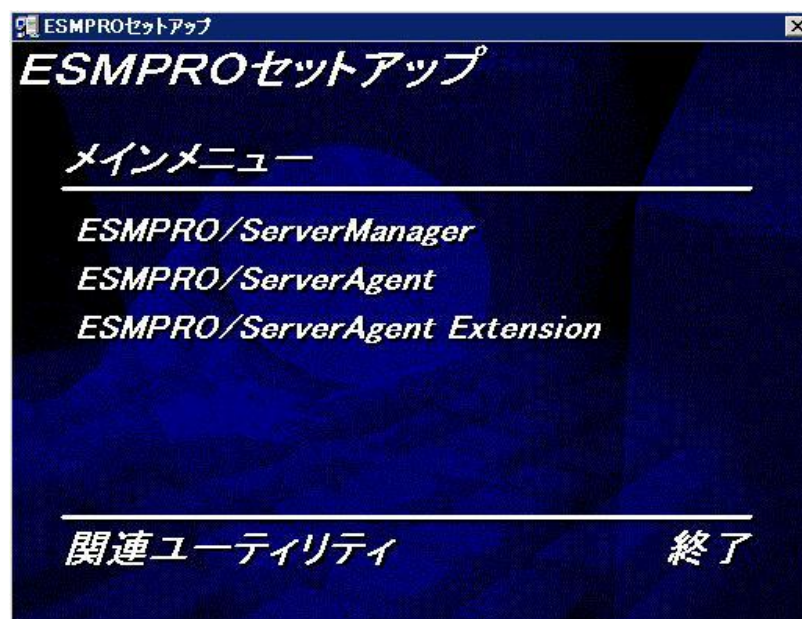 ESMPROセットアップ
ESMPROセットアップ
メインメニュー
ESMPRO/ServerManager
ESMPRO/ServerAgent
ESMPRO/ServerAgent Extension
関連ユーティリティ 終了